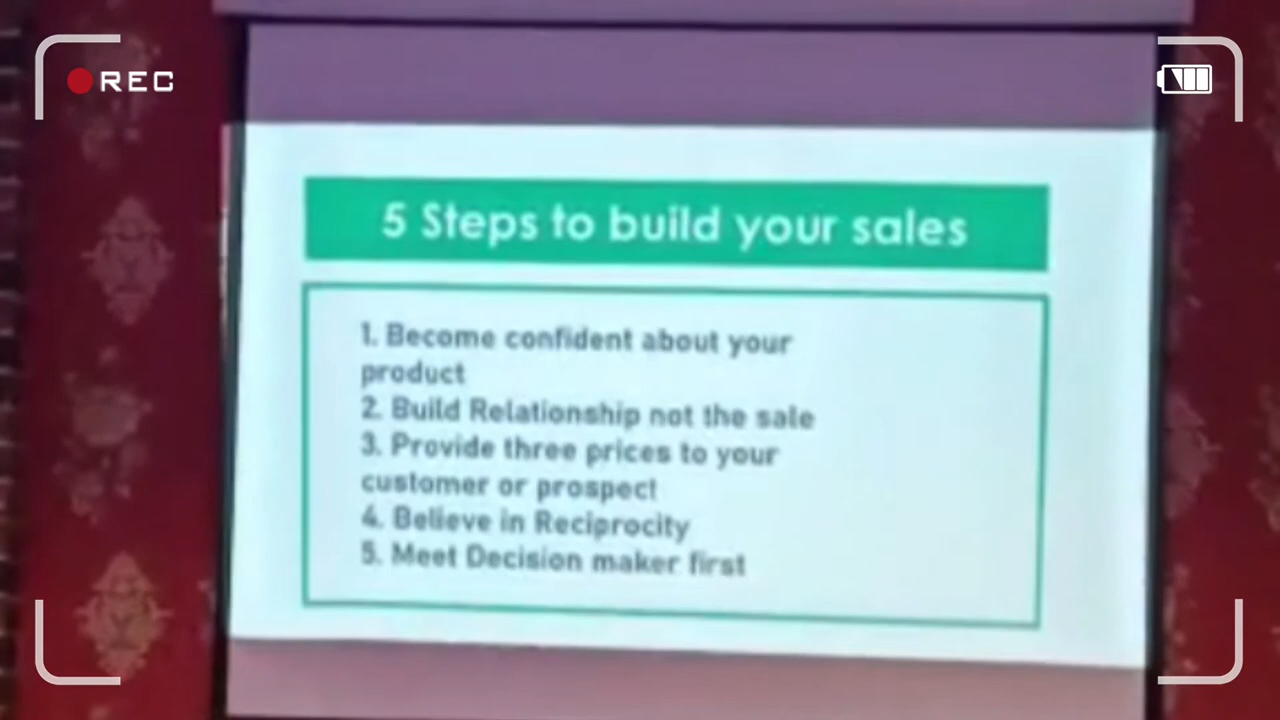 REC
5 Steps to build your sales
1. Become confident about your
product
2. Build Relationship not the sale
3. Provide three prices to your
customer or prospect
4. Believe in Reciprocity
5. Meet Decision maker first